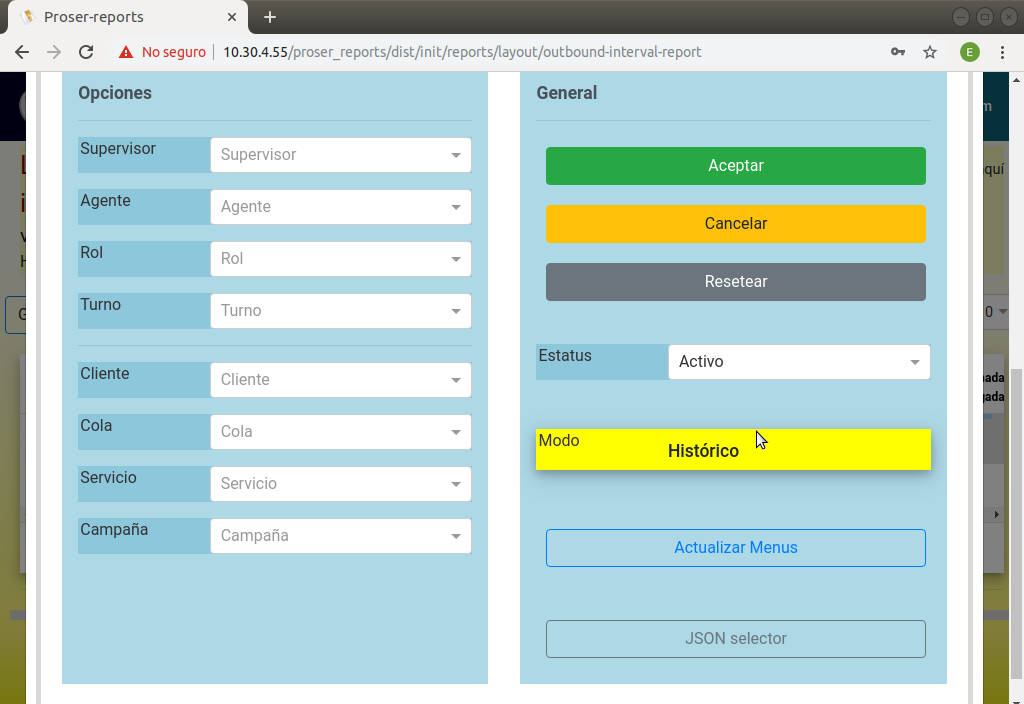 Proser-reports
No seguro
10.30.4.55/proser_reports/dist/init/reports/layout/outbound-interval-report
E
Opciones
Supervisor
Supervisor
Agente
Agente
Rol
Rol
Turno
Turno
Cliente
Cliente
Cola
Cola
Servicio
Servicio
Campaña
Campaña
General
Aceptar
Cancelar
Resetear
Estatus
Activo
Modo
Histórico
Actualizar Menus
JSON selector